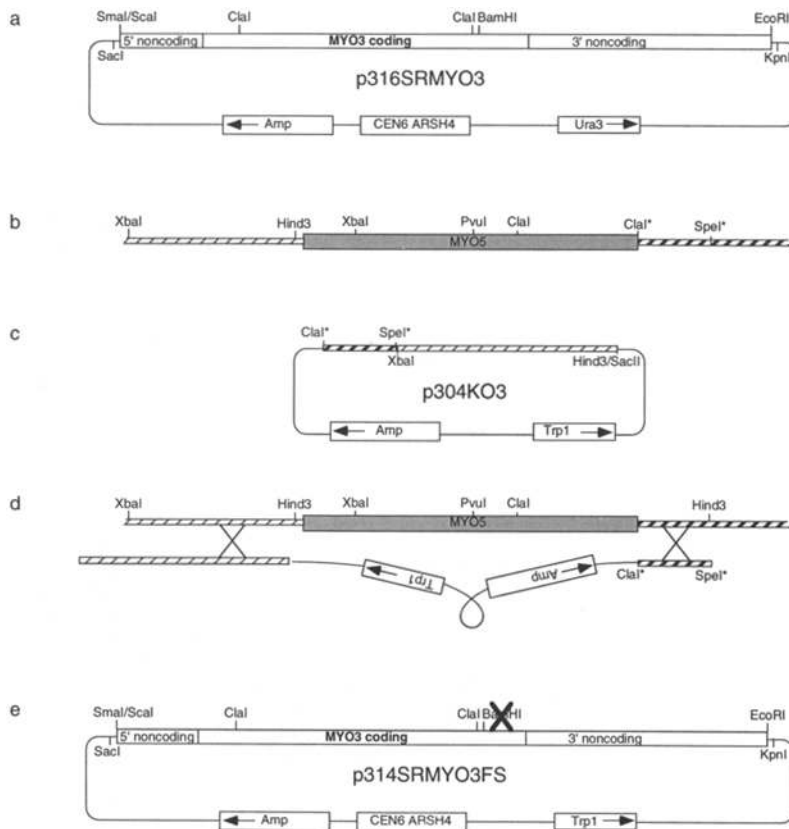 a
SmaI/ScaI ClaI ClaI BamHI EcoRI
5' noncoding MYO3 coding 3' noncoding
SacI KpnI
p316SRMYO3
Amp CEN6 ARSH4 Ura3
b
XbaI Hind3 XbaI PvuI ClaI ClaI* SpeI*
MYO5
c
ClaI* SpeI*
XbaI Hind3/SacII
p304KO3
Amp Trp1
d
XbaI Hind3 XbaI PvuI ClaI Hind3
MYO5
Trp1 Amp ClaI* SpeI*
e
SmaI/ScaI ClaI ClaI BamHI EcoRI
5' noncoding MYO3 coding 3' noncoding
SacI KpnI
p314SRMYO3FS
Amp CEN6 ARSH4 Trp1